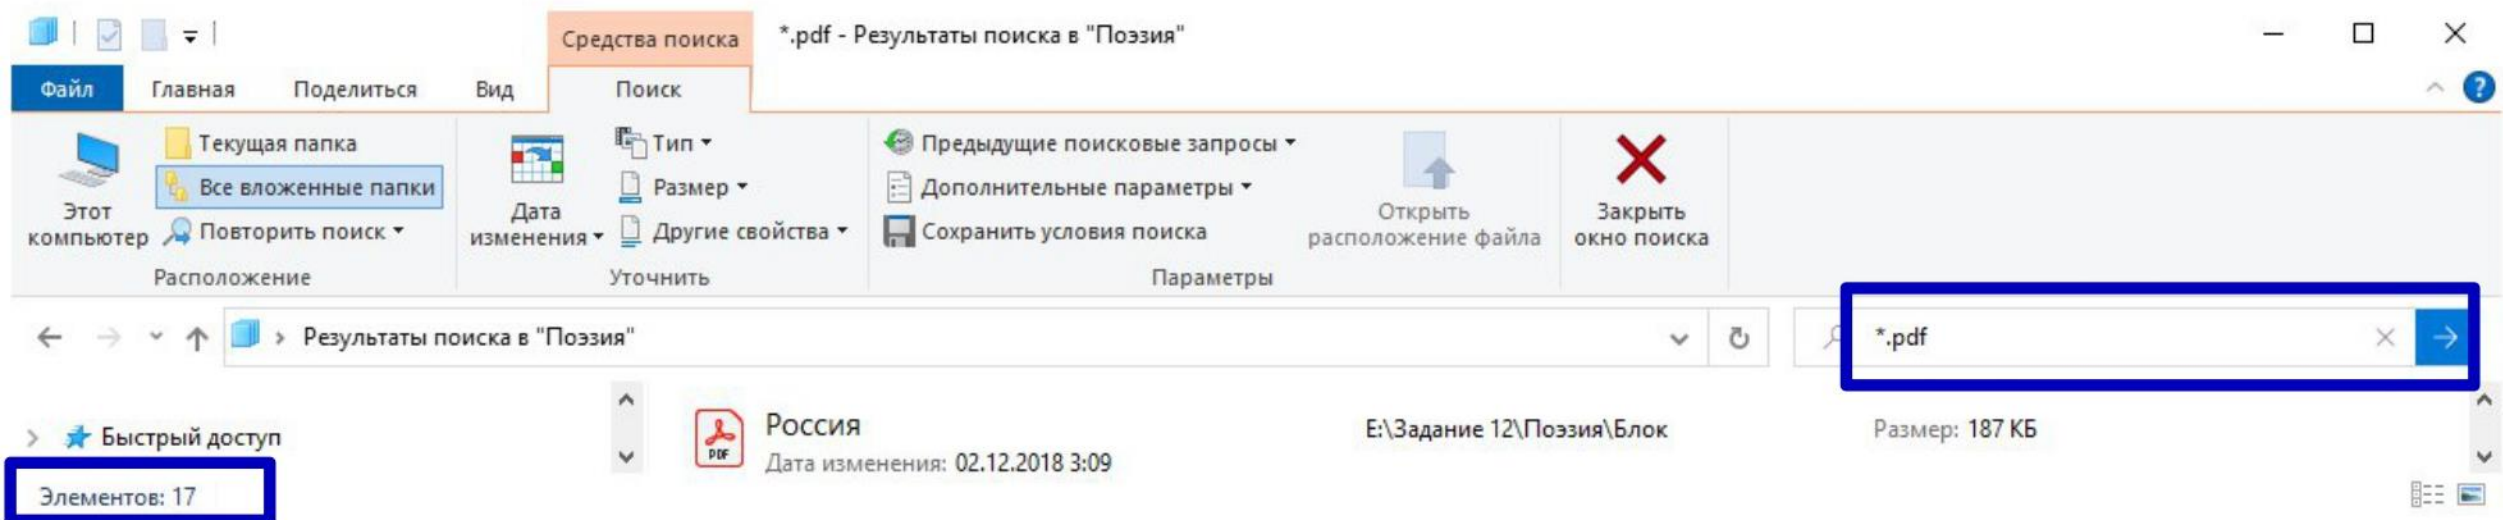 Средства поиска
*.pdf - Результаты поиска в "Поэзия"
Файл Главная Поделиться Вид Поиск
Этот компьютер
Текущая папка
Все вложенные папки
Повторить поиск
Расположение
Дата изменения
Тип
Размер
Другие свойства
Уточнить
Предыдущие поисковые запросы
Дополнительные параметры
Сохранить условия поиска
Открыть
расположение файла
Параметры
Закрыть
окно поиска
Результаты поиска в "Поэзия"
*.pdf
Быстрый доступ
PDF
Россия
Дата изменения: 02.12.2018 3:09
E:\Задание 12\Поэзия\Блок
Размер: 187 КБ
Элементов: 17